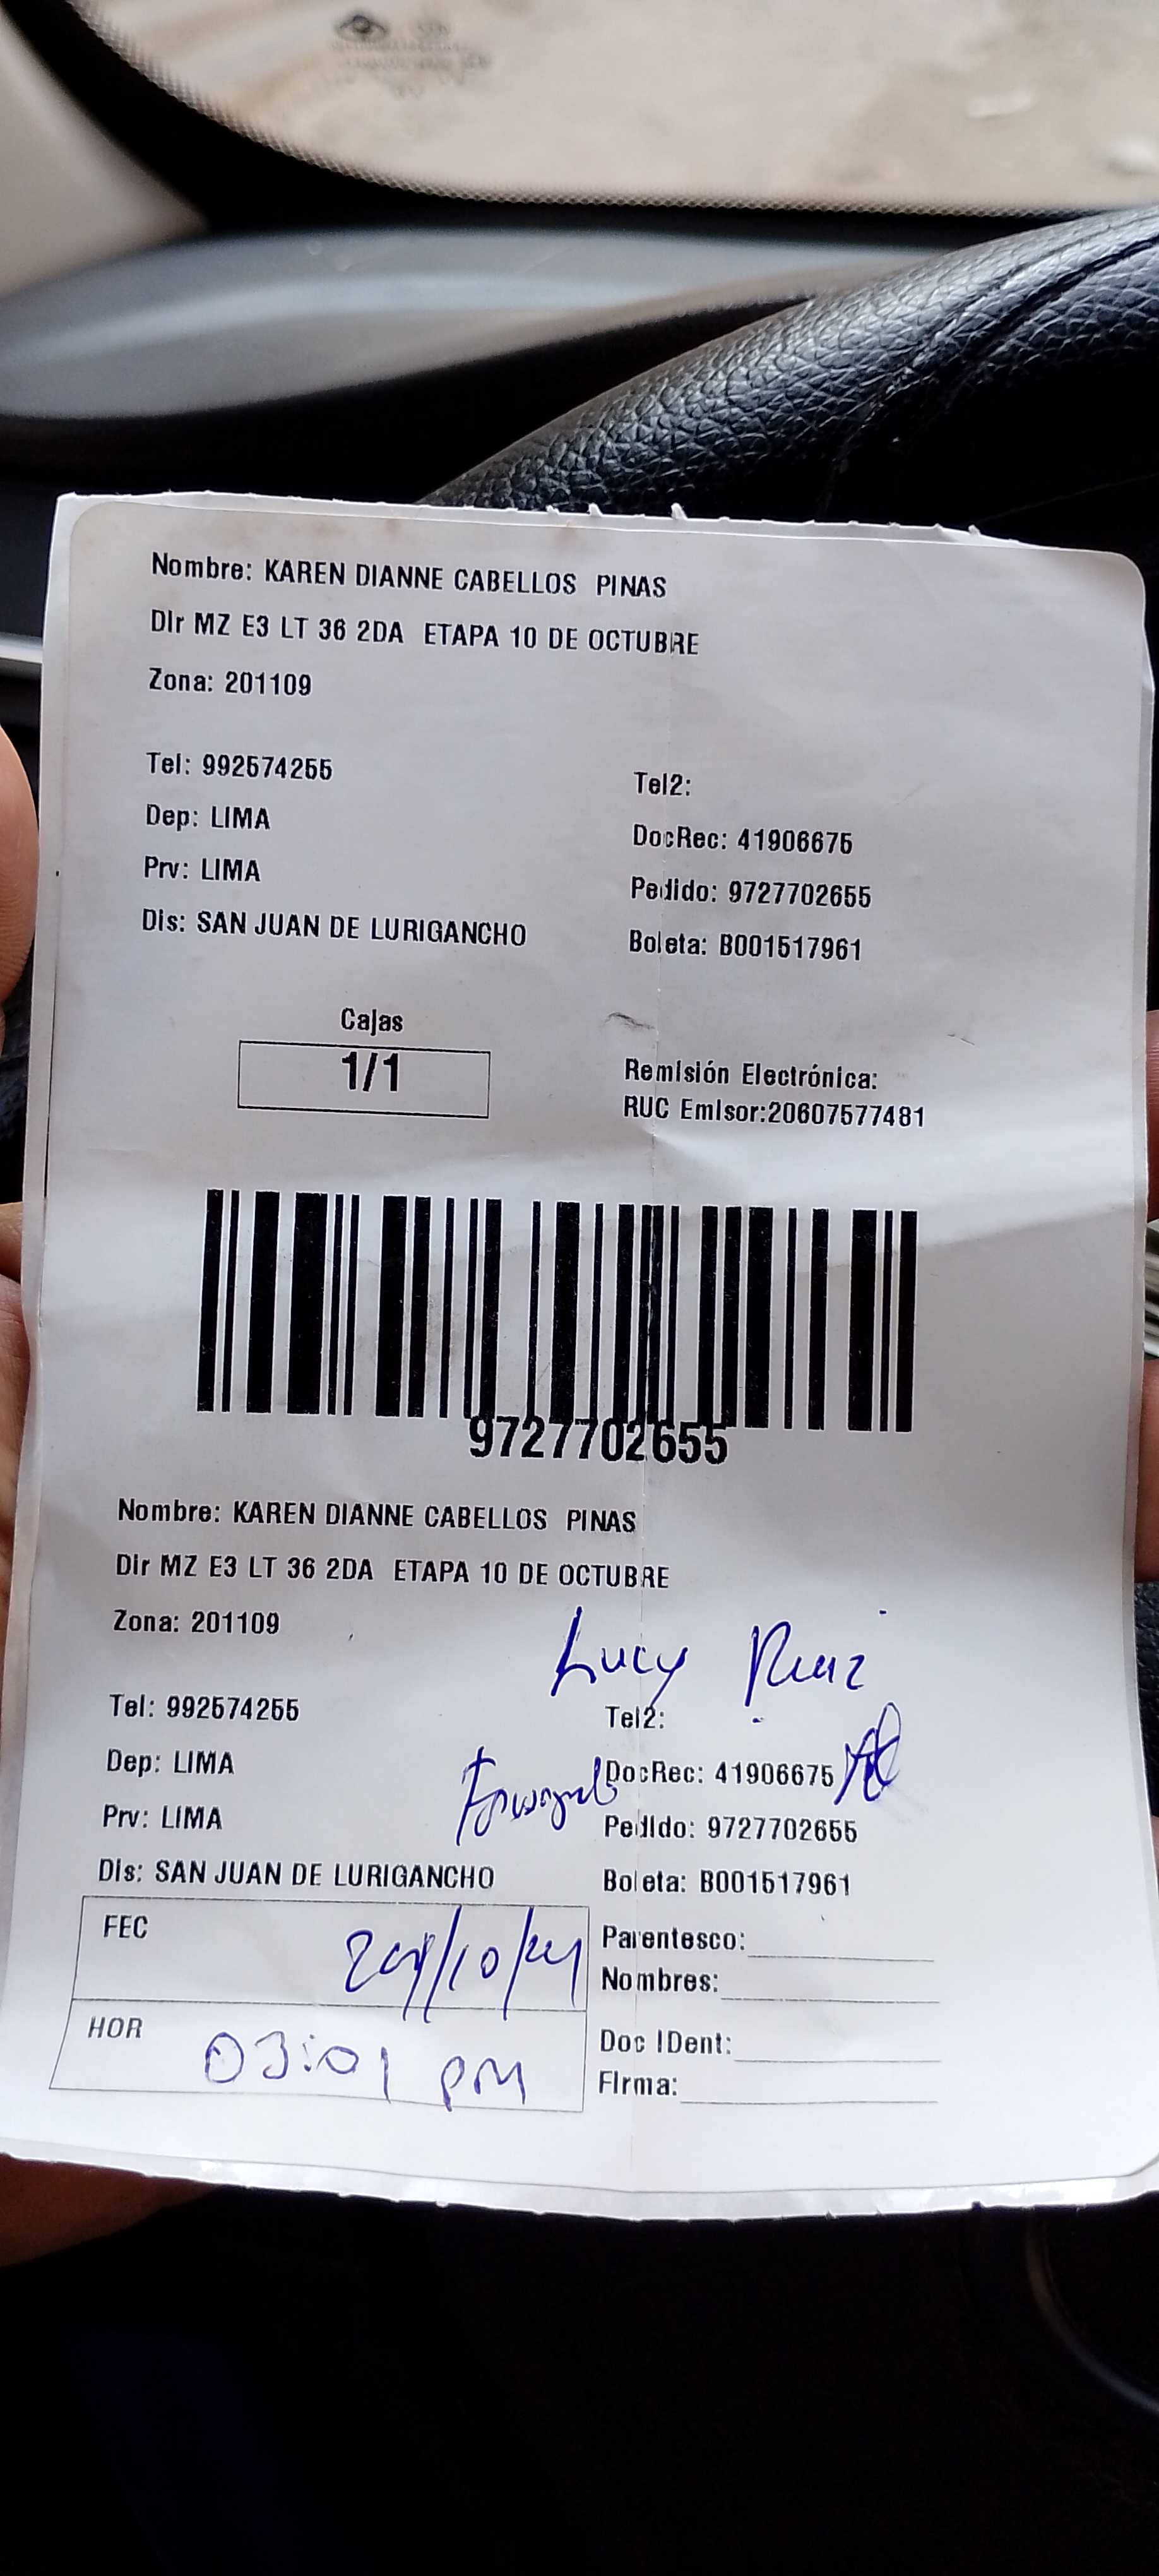 Nombre: KAREN DIANNE CABELLOS PINAS
Dir MZ E3 LT 36 2DA ETAPA 10 DE OCTUBRE
Zona: 201109
Tel: 992574255
Tel2:
Dep: LIMA
DocRec: 41906675
Prv: LIMA
Pedido: 9727702655
Dis: SAN JUAN DE LURIGANCHO
Boleta: B001517961
Cajas
1/1
Remisión Electrónica:
RUC Emisor:20607577481
9727702655
Nombre: KAREN DIANNE CABELLOS PINAS
Dir MZ E3 LT 36 2DA ETAPA 10 DE OCTUBRE
Zona: 201109
Lucy Ruiz
Tel: 992574255
Tel2:
Dep: LIMA
DocRec: 41906675
Prv: LIMA
Pedido: 9727702655
Dis: SAN JUAN DE LURIGANCHO
Boleta: B001517961
FEC
Parentesco:
Nombres:
HOR 03:01 PM
Doc IDent:
Firma: